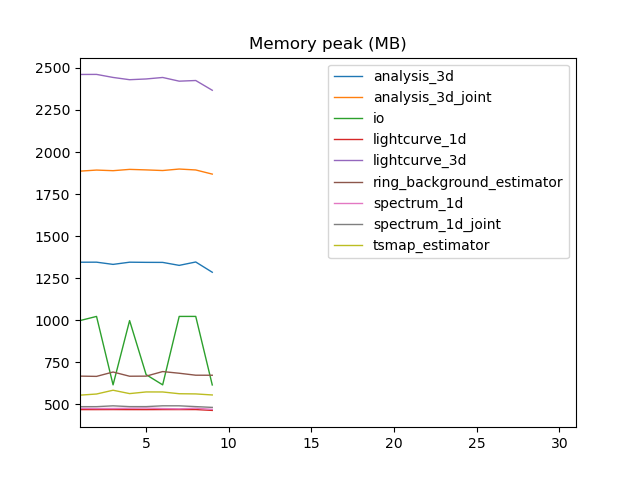 Memory peak (MB)
2500
2250
2000
1750
1500
1250
1000
750
500
analysis_3d
analysis_3d_joint
io
lightcurve_1d
lightcurve_3d
ring_background_estimator
spectrum_1d
spectrum_1d_joint
tsmap_estimator
5 10 15 20 25 30